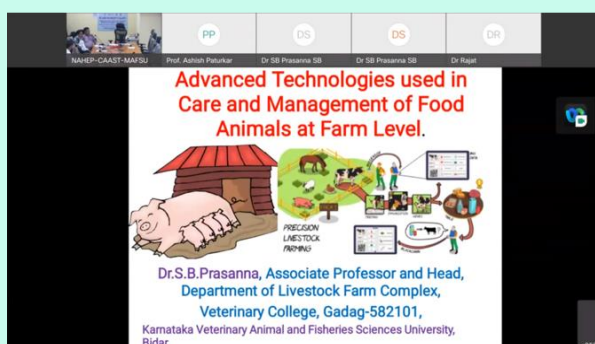 PP
DS
DS
DR
NAHEP-CAAST-MAFSU
Prof. Ashish Paturkar
Dr SB Prasanna SB
Dr SB Prasanna SB
Dr Rajat
Advanced Technologies used in
Care and Management of Food
Animals at Farm Level.
PRECISION
LIVESTOCK
FARMING
Dr.S.B.Prasanna, Associate Professor and Head,
Department of Livestock Farm Complex,
Veterinary College, Gadag-582101,
Karnataka Veterinary Animal and Fisheries Sciences University,
Bidar